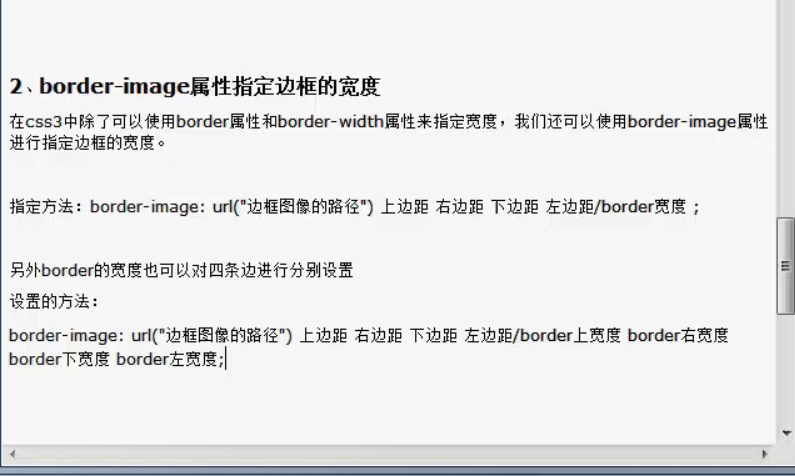 2、border-image属性指定边框的宽度
在css3中除了可以使用border属性和border-width属性来指定宽度，我们还可以使用border-image属性
进行指定边框的宽度。
指定方法：border-image: url("边框图像的路径") 上边距 右边距 下边距 左边距/border宽度 ;
另外border的宽度也可以对四条边进行分别设置
设置的方法：
border-image: url("边框图像的路径") 上边距 右边距 下边距 左边距/border上宽度 border右宽度
border下宽度 border左宽度;